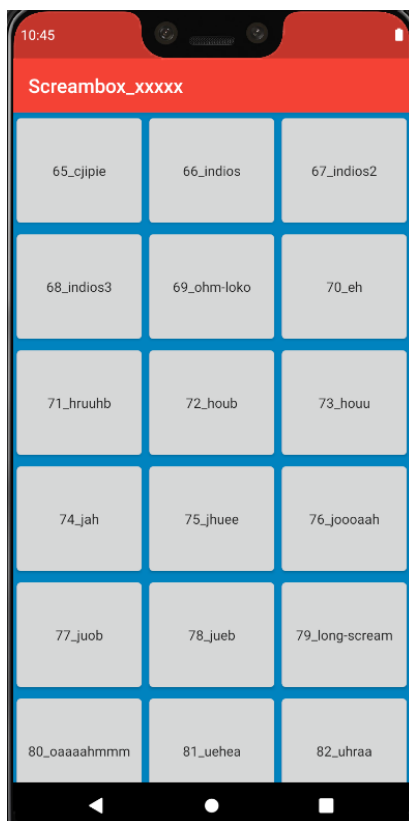 10:45
Screambox_xxxxx
65_cjipie 66_indios 67_indios2
68_indios3 69_ohm-loko 70_eh
71_hruuhb 72_houb 73_houu
74_jah 75_jhuee 76_joooaah
77_juob 78_jueb 79_long-scream
80_oaaaahmmm 81_uehea 82_uhraa